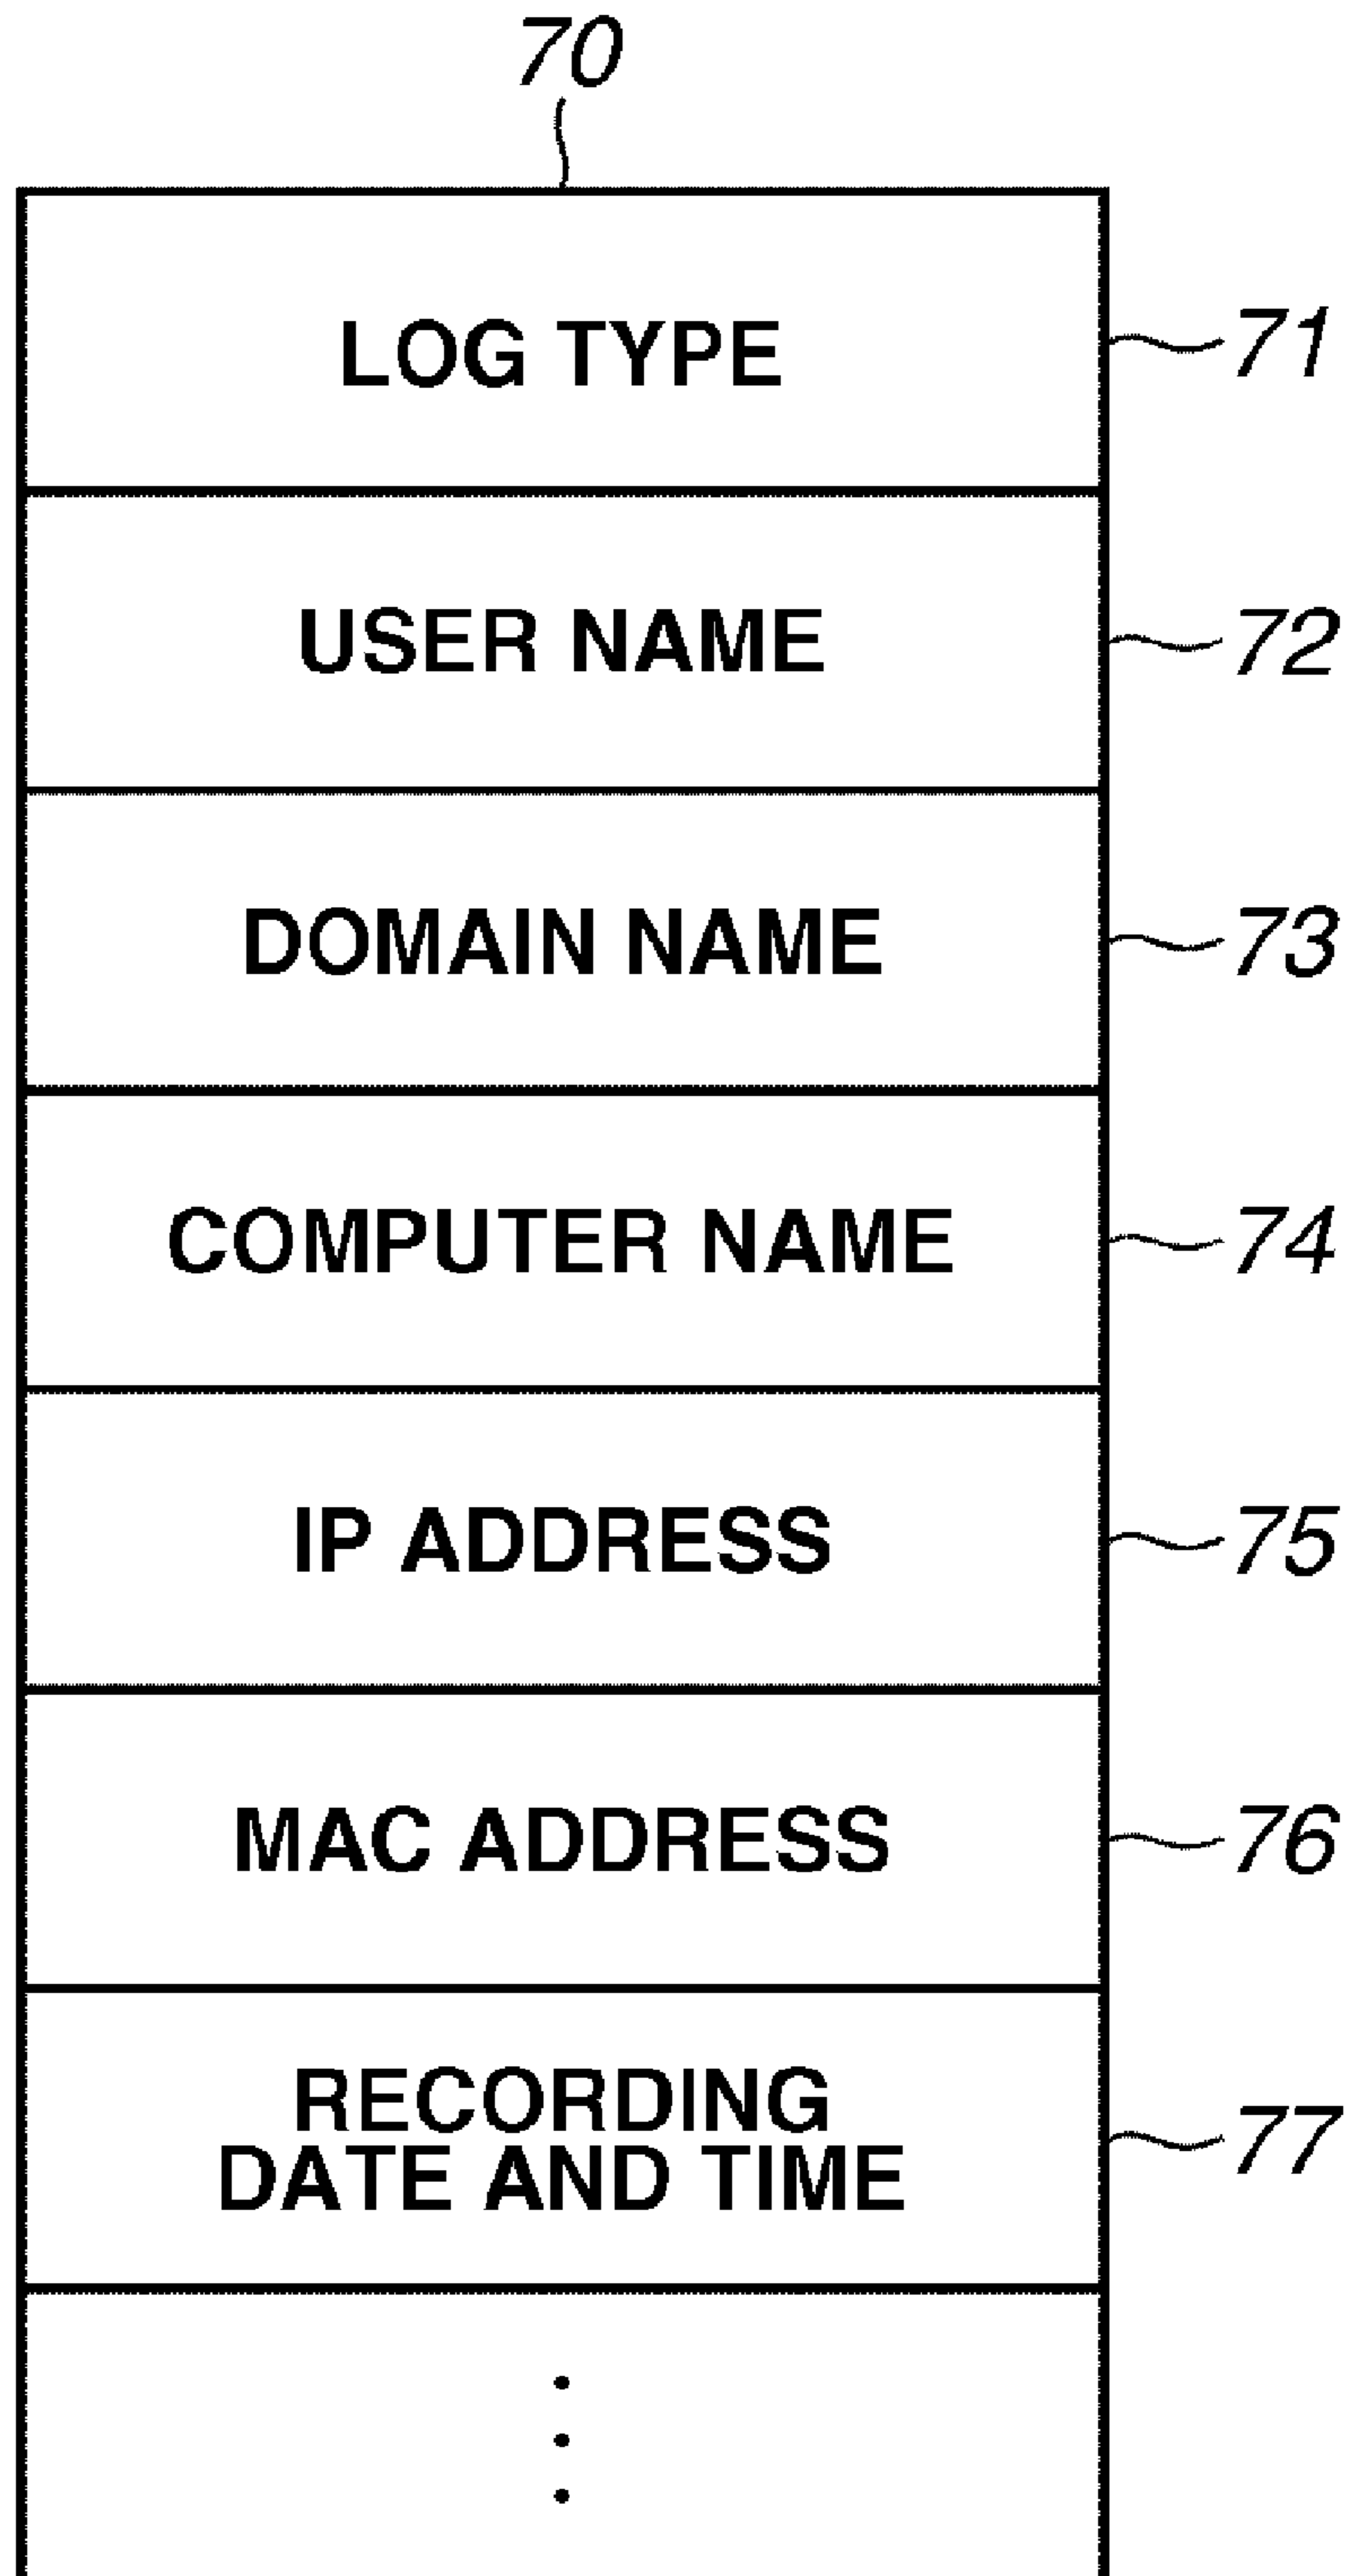 70
LOG TYPE 71
USER NAME 72
DOMAIN NAME 73
COMPUTER NAME 74
IP ADDRESS 75
MAC ADDRESS 76
RECORDING
DATE AND TIME 77